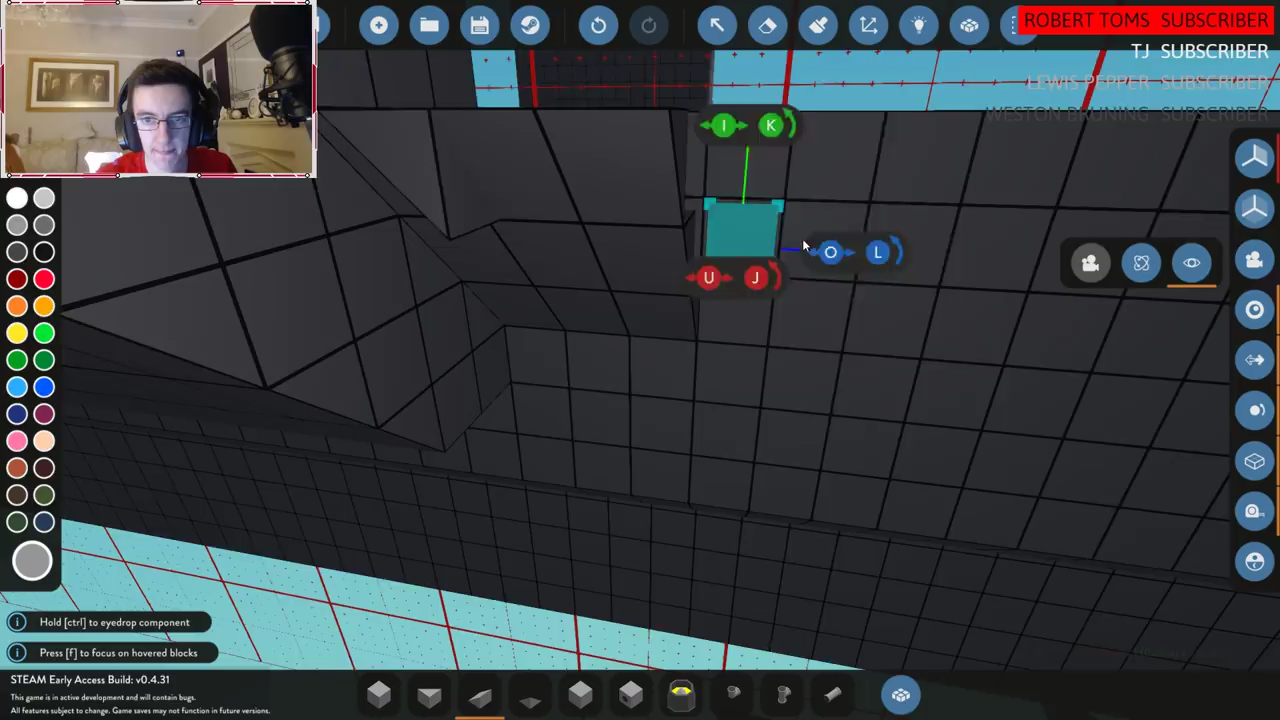 ROBERT TOMS SUBSCRIBER
TJ SUBSCRIBER
LEWIS PEPPER SUBSCRIBER
WESTON BRUNING SUBSCRIBER
I K
O L
U J
Hold [ctrl] to eyedrop component
Press [f] to focus on hovered blocks
STEAM Early Access Build: v0.4.31
This game is in active development and will contain bugs.
All features subject to change. Game saves may not function in future versions.